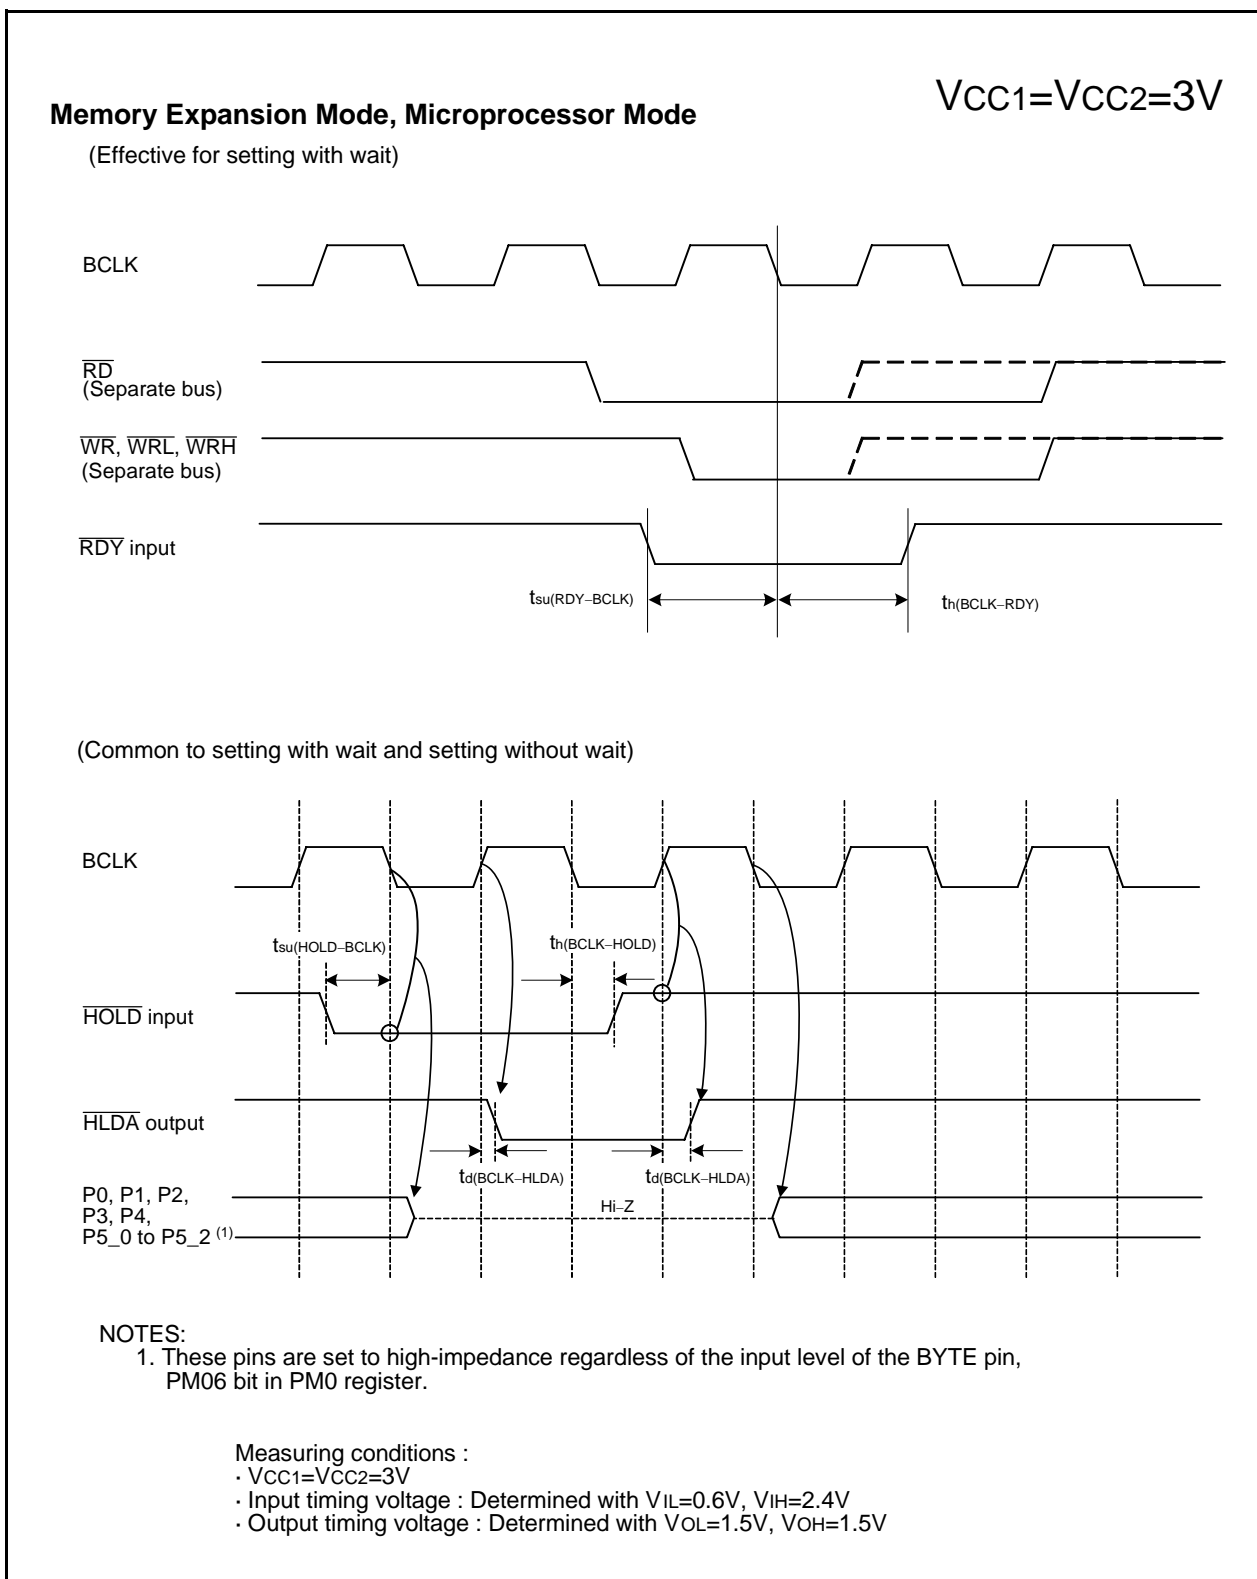 VCC1=VCC2=3V
Memory Expansion Mode, Microprocessor Mode
(Effective for setting with wait)
BCLK
RD
(Separate bus)
WR, WRL, WRH
(Separate bus)
RDY input
tsu(RDY−BCLK)
th(BCLK−RDY)
(Common to setting with wait and setting without wait)
BCLK
tsu(HOLD−BCLK)
th(BCLK−HOLD)
HOLD input
HLDA output
td(BCLK−HLDA)
td(BCLK−HLDA)
P0, P1, P2,
P3, P4,
P5_0 to P5_2 (1)
Hi−Z
NOTES:
1. These pins are set to high-impedance regardless of the input level of the BYTE pin,
PM06 bit in PM0 register.
Measuring conditions :
· VCC1=VCC2=3V
· Input timing voltage : Determined with VIL=0.6V, VIH=2.4V
· Output timing voltage : Determined with VOL=1.5V, VOH=1.5V